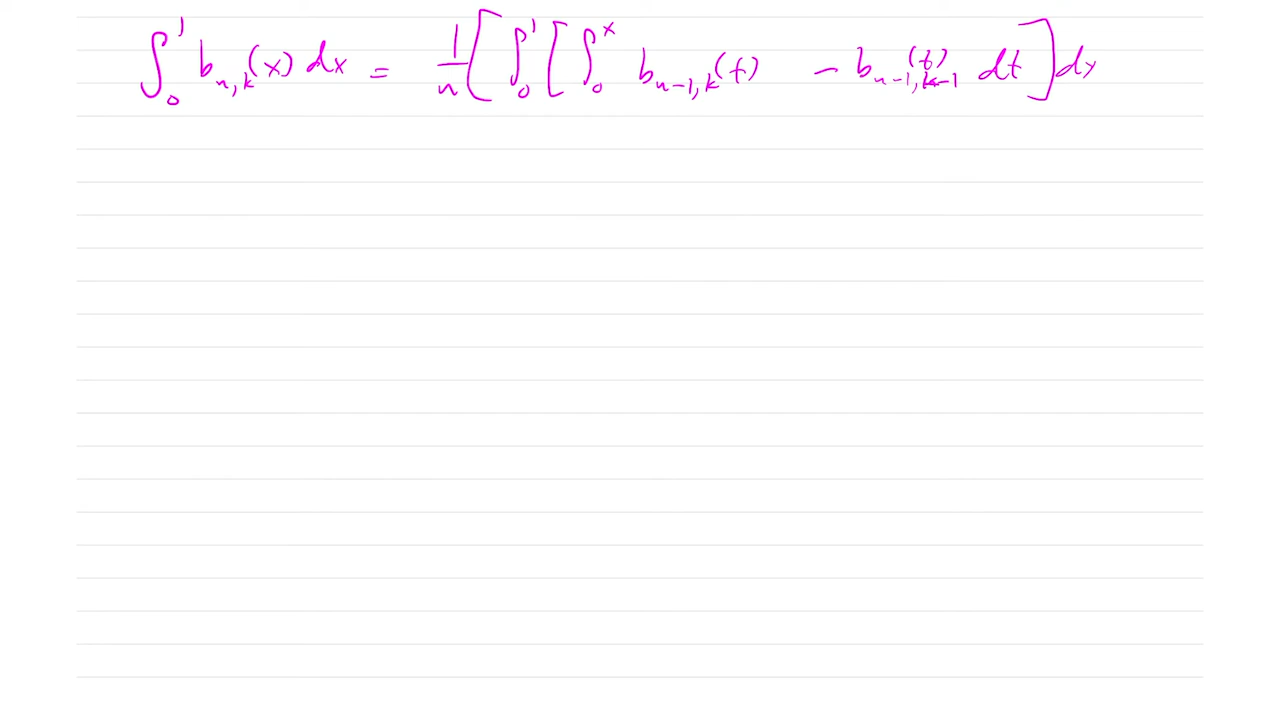 ∫₀¹ b_{n,k}(x) dx = 1/n [ ∫₀¹ [ ∫₀ˣ b_{n-1,k}(t) - b_{n-1,k-1}(t) dt ] dx